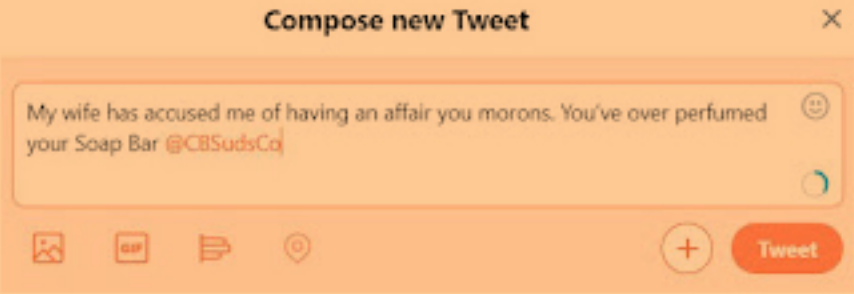 Compose new Tweet
My wife has accused me of having an affair you morons. You've over perfumed
your Soap Bar @CBSudsCo
GIF
Tweet